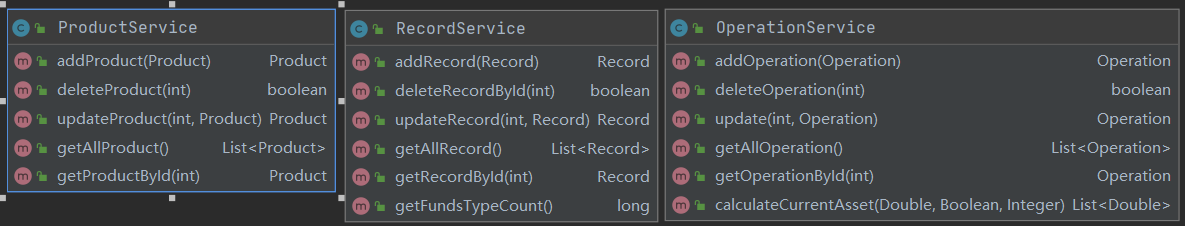 ProductService
addProduct(Product) Product
deleteProduct(int) boolean
updateProduct(int, Product) Product
getAllProduct() List<Product>
getProductById(int) Product
RecordService
addRecord(Record) Record
deleteRecordById(int) boolean
updateRecord(int, Record) Record
getAllRecord() List<Record>
getRecordById(int) Record
getFundsTypeCount() long
OperationService
addOperation(Operation) Operation
deleteOperation(int) boolean
update(int, Operation) Operation
getAllOperation() List<Operation>
getOperationById(int) Operation
calculateCurrentAsset(Double, Boolean, Integer) List<Double>